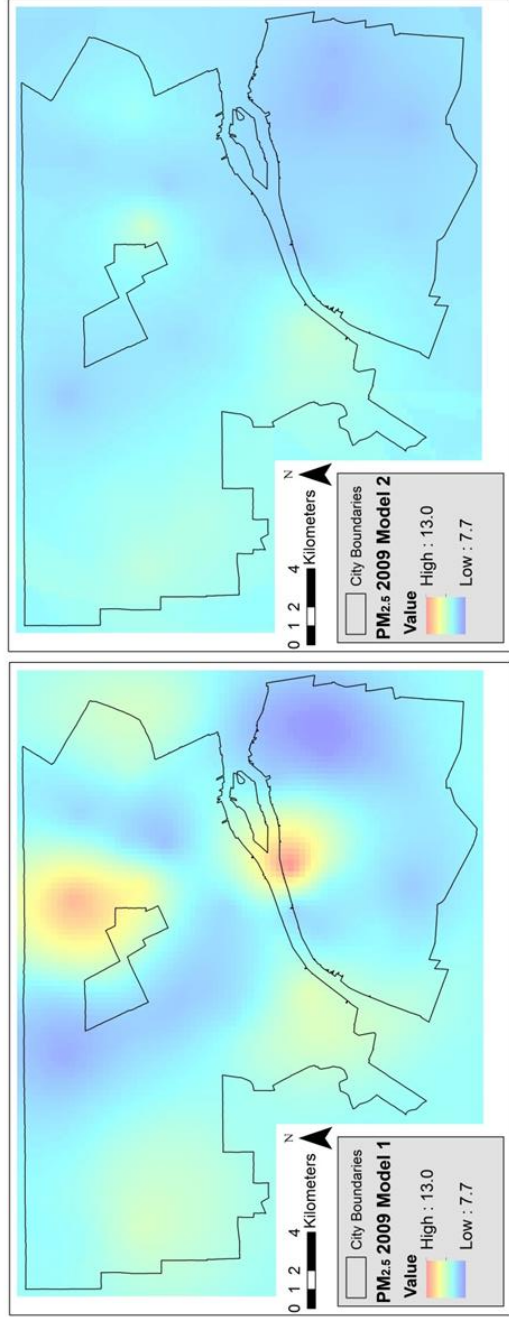 N
0 1 2 4
Kilometers
City Boundaries
PM2.5 2009 Model 1
Value
High : 13.0
Low : 7.7
N
0 1 2 4
Kilometers
City Boundaries
PM2.5 2009 Model 2
Value
High : 13.0
Low : 7.7